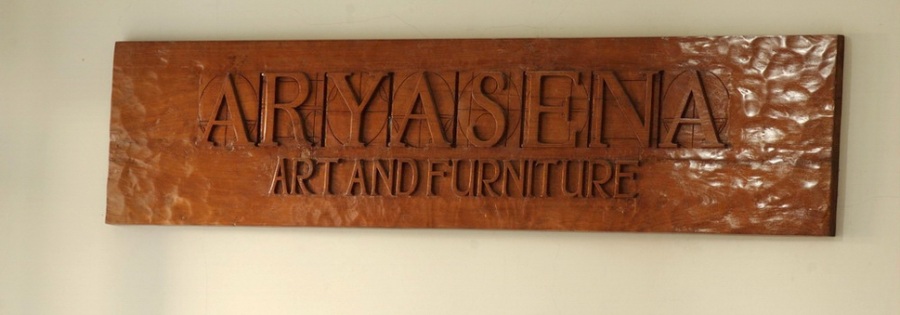 ARYASENA
ART AND FURNITURE